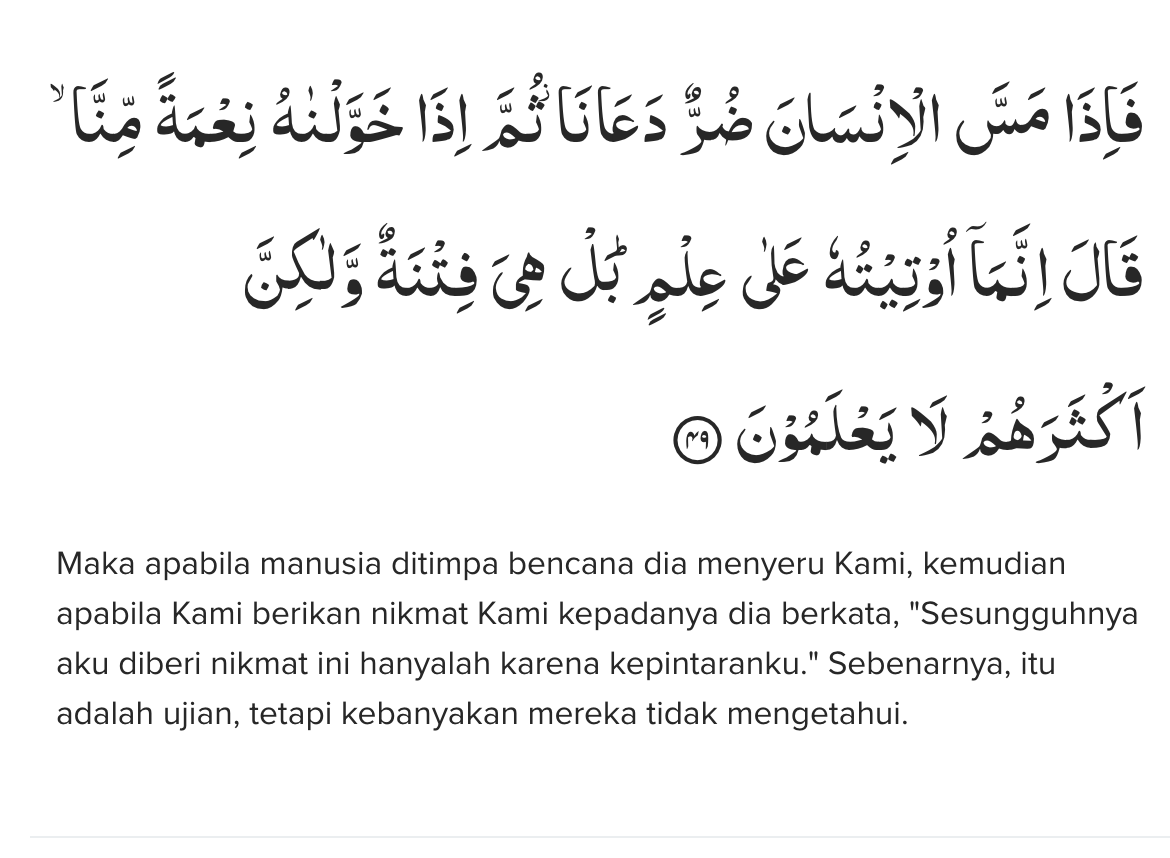 فَاِذَا مَسَّ الْاِنْسَانَ ضُرٌّ دَعَانَاۖ ثُمَّ اِذَا خَوَّلْنٰهُ نِعْمَةً مِّنَّاۙ
قَالَ اِنَّمَآ اُوْتِيْتُهٗ عَلٰى عِلْمٍ ۗبَلْ هِيَ فِتْنَةٌ وَّلٰكِنَّ
اَكْثَرَهُمْ لَا يَعْلَمُوْنَ ۝٤٩
Maka apabila manusia ditimpa bencana dia menyeru Kami, kemudian
apabila Kami berikan nikmat Kami kepadanya dia berkata, "Sesungguhnya
aku diberi nikmat ini hanyalah karena kepintaranku." Sebenarnya, itu
adalah ujian, tetapi kebanyakan mereka tidak mengetahui.